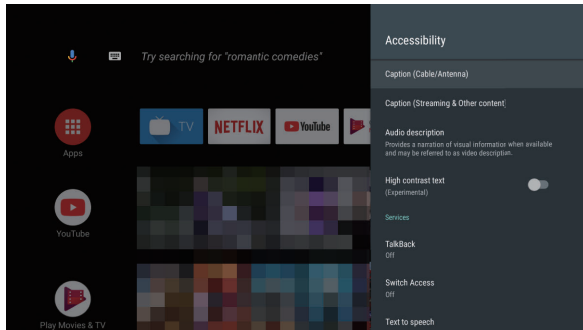 Try searching for "romantic comedies"
TV
NETFLIX
YouTube
Apps
YouTube
Play Movies & TV
Accessibility
Caption (Cable/Antenna)
Caption (Streaming & Other content)
Audio description
Provides a narration of visual information when available
and may be referred to as video description.
High contrast text
(Experimental)
Services
TalkBack
Off
Switch Access
Off
Text to speech